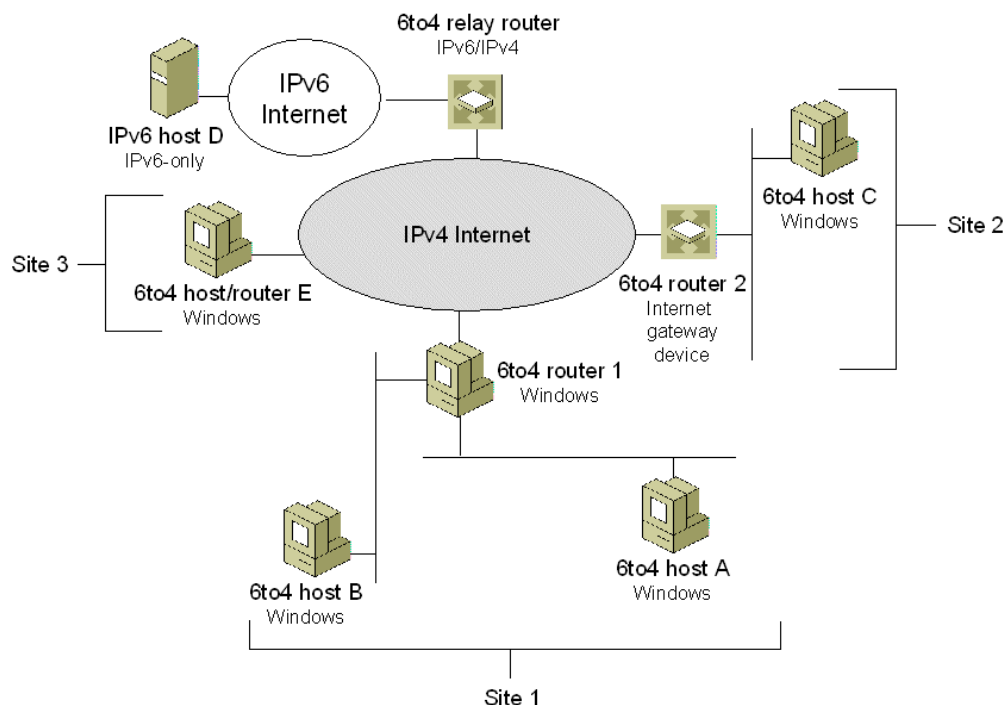 6to4 relay router
IPv6/IPv4
IPv6
Internet
IPv6 host D
IPv6-only
6to4 host C
Windows
Site 2
IPv4 Internet
Site 3
6to4 host/router E
Windows
6to4 router 2
Internet
gateway
device
6to4 router 1
Windows
6to4 host B
Windows
6to4 host A
Windows
Site 1